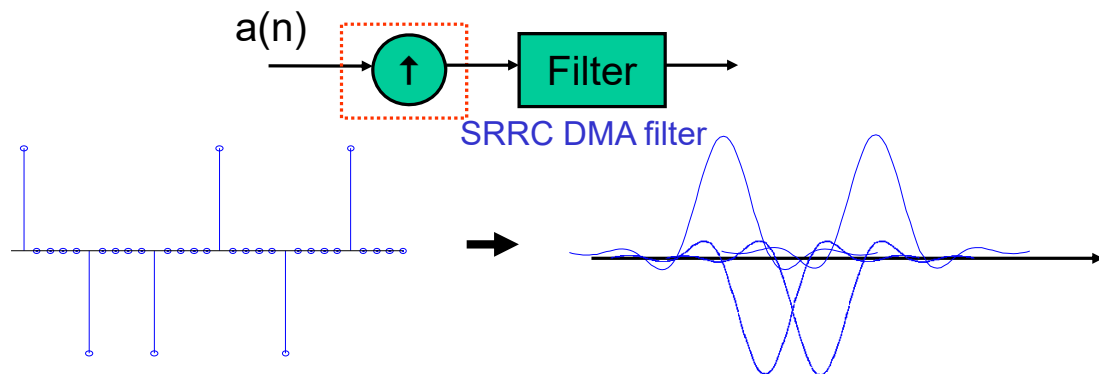 a(n)
↑
Filter
SRRC DMA filter